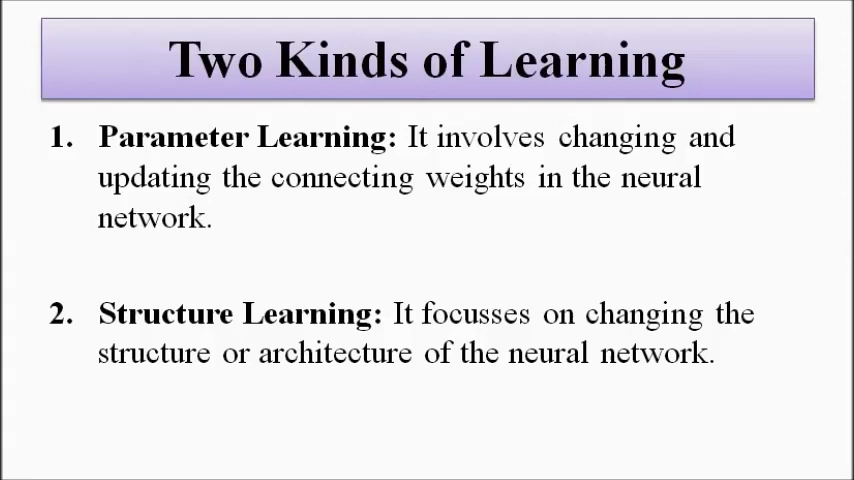 Two Kinds of Learning
1. Parameter Learning: It involves changing and
updating the connecting weights in the neural
network.
2. Structure Learning: It focusses on changing the
structure or architecture of the neural network.